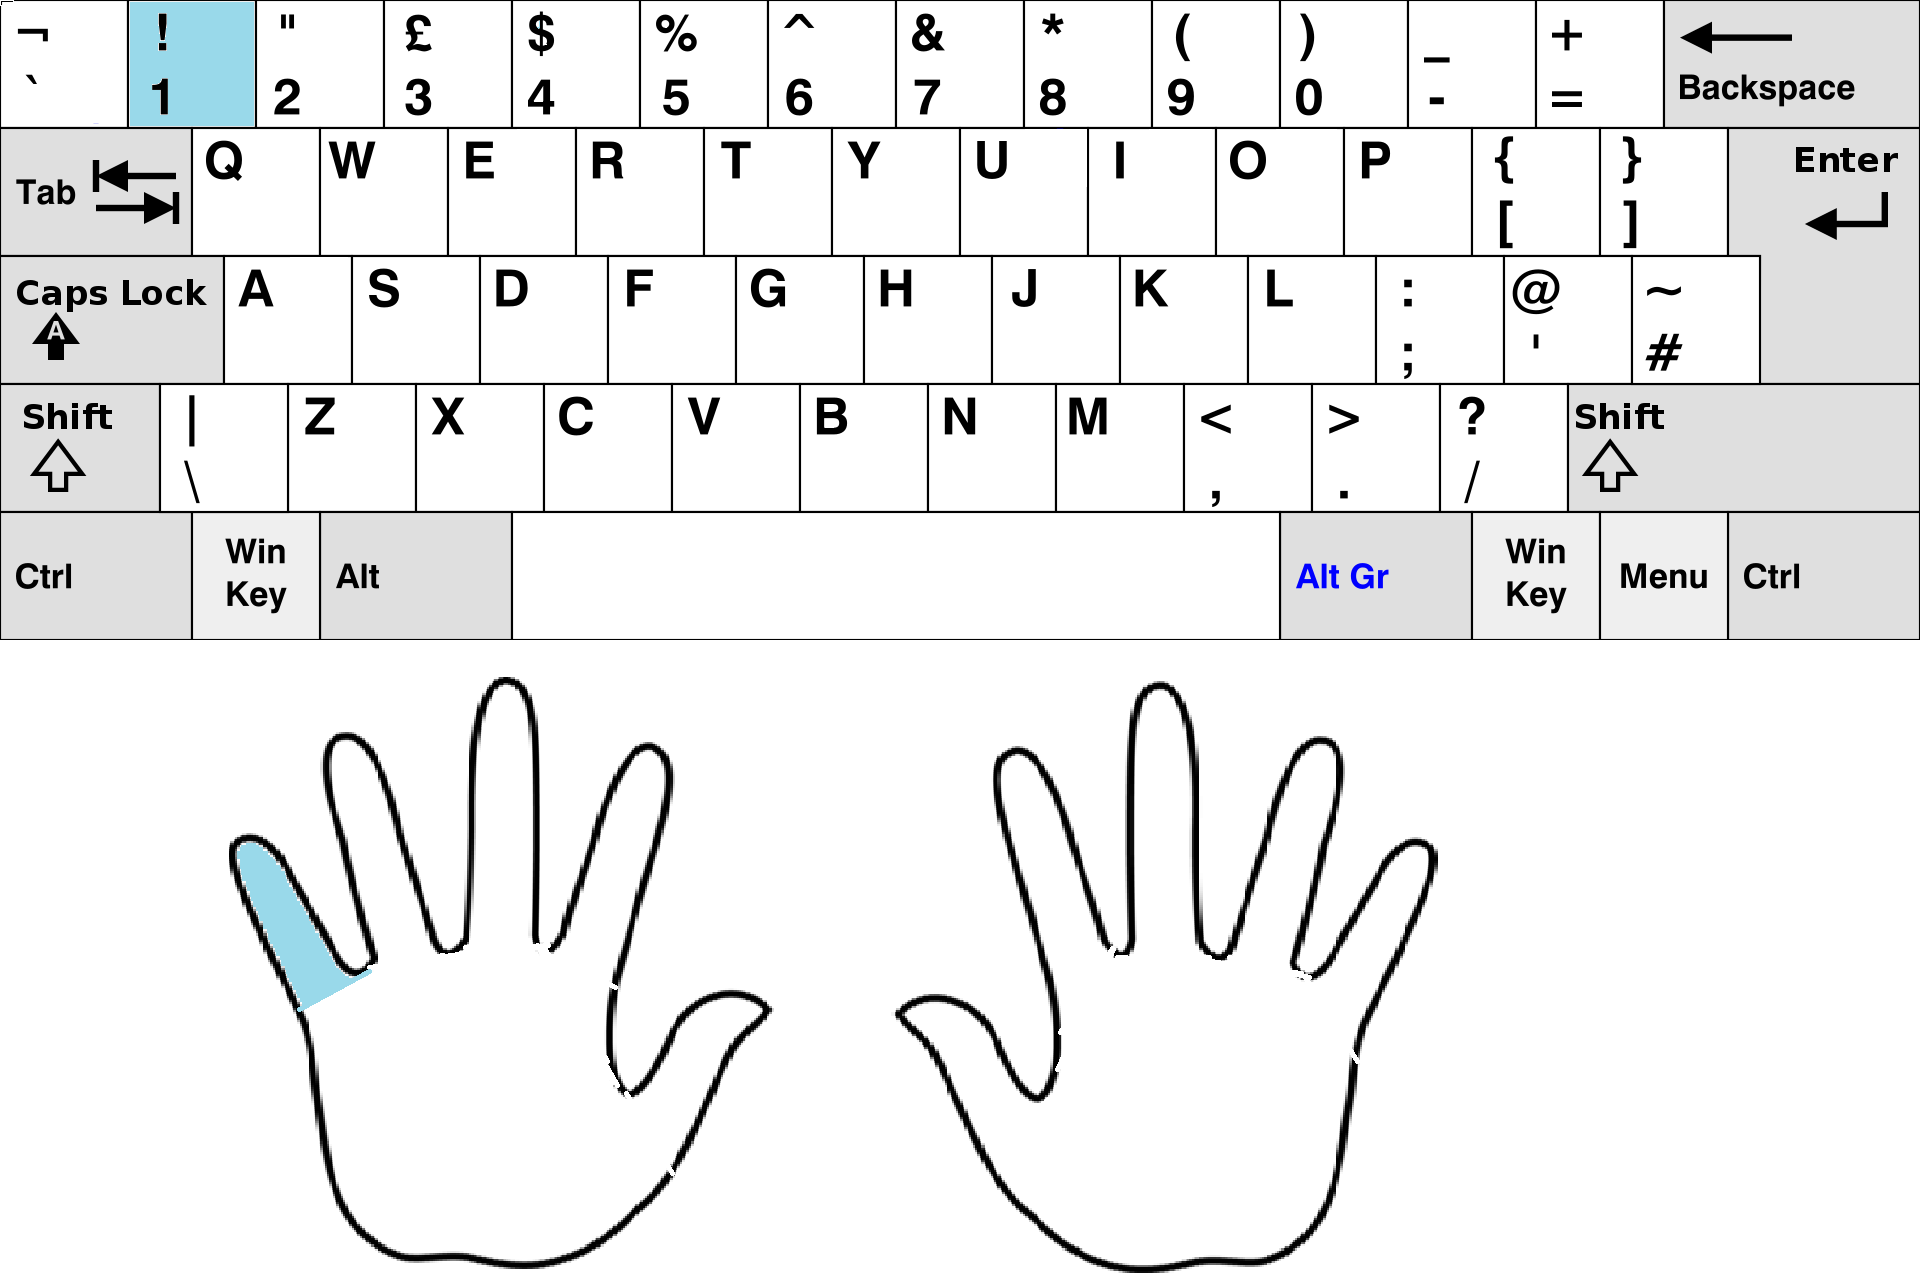 ¬ ! " £ $ % ^ & * ( ) _ +
` 1 2 3 4 5 6 7 8 9 0 - = Backspace
Tab Q W E R T Y U I O P { } Enter
[ ]
Caps Lock A S D F G H J K L : @ ~
A ; ' #
Shift | Z X C V B N M < > ? Shift
\ , . /
Ctrl Win Key Alt Alt Gr Win Key Menu Ctrl